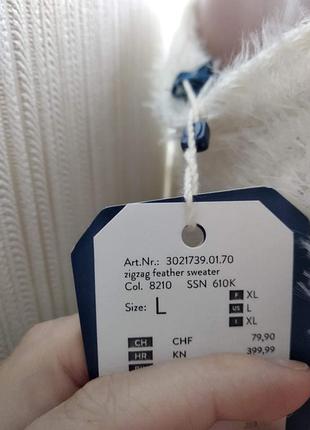 Art.Nr.: 3021739.01.70
zigzag feather sweater
Col. 8210 SSN 610K
Size: L F XL
US L
I XL
CH CHF 79,90
HR KN 399,99